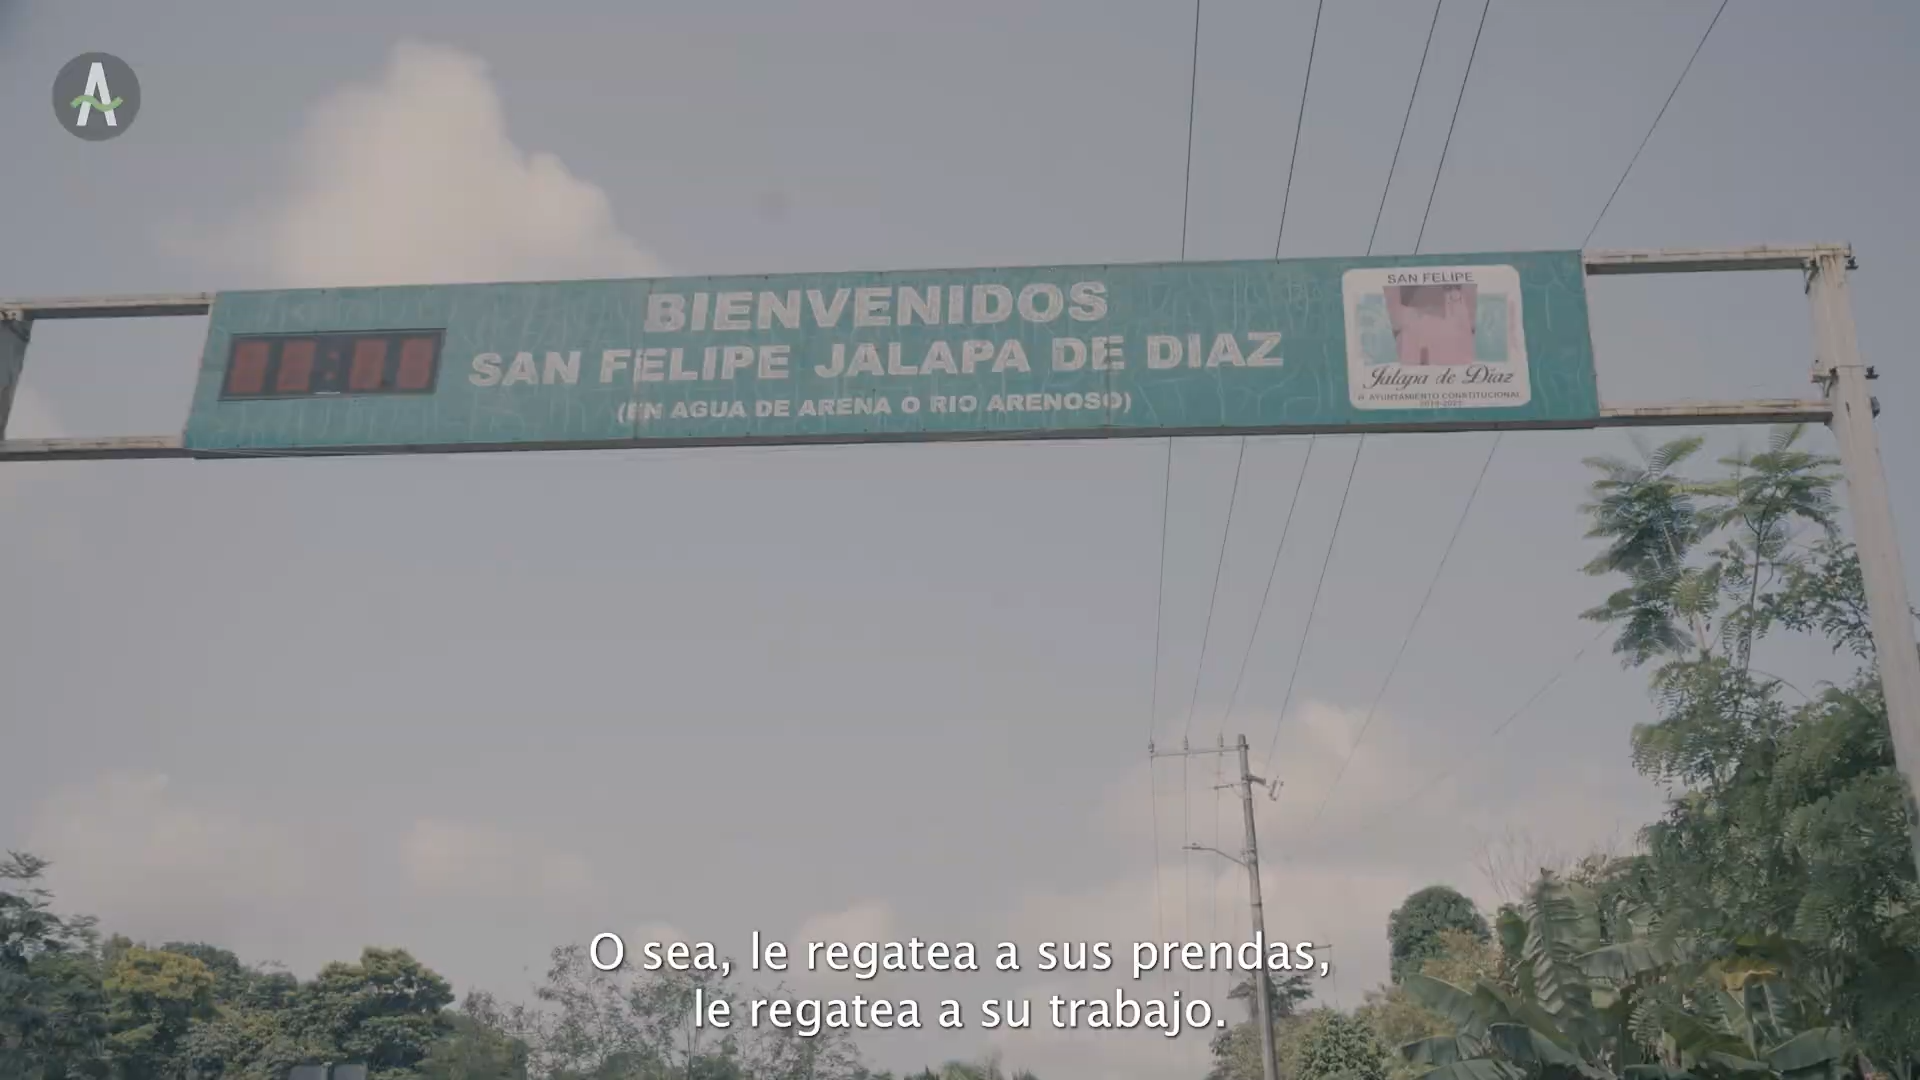 BIENVENIDOS
SAN FELIPE JALAPA DE DIAZ
(EN AGUA DE ARENA O RIO ARENOSO)
SAN FELIPE
Jalapa de Díaz
H. AYUNTAMIENTO CONSTITUCIONAL
O sea, le regatea a sus prendas,
le regatea a su trabajo.